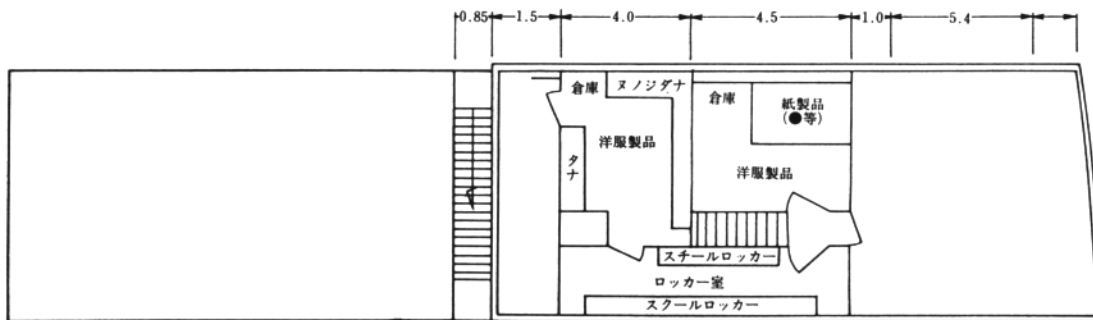 0.85 1.5 4.0 4.5 1.0 5.4
倉庫
ヌノジダナ
倉庫
紙製品
(●等)
洋服製品
タナ
洋服製品
スチールロッカー
ロッカー室
スクールロッカー